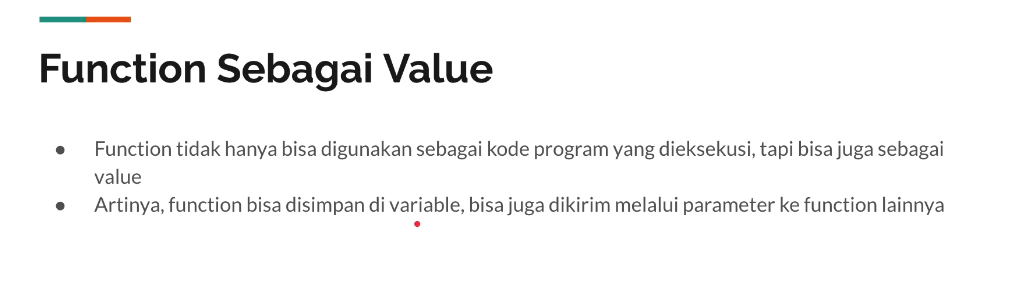 Function Sebagai Value
● Function tidak hanya bisa digunakan sebagai kode program yang dieksekusi, tapi bisa juga sebagai
value
● Artinya, function bisa disimpan di variable, bisa juga dikirim melalui parameter ke function lainnya